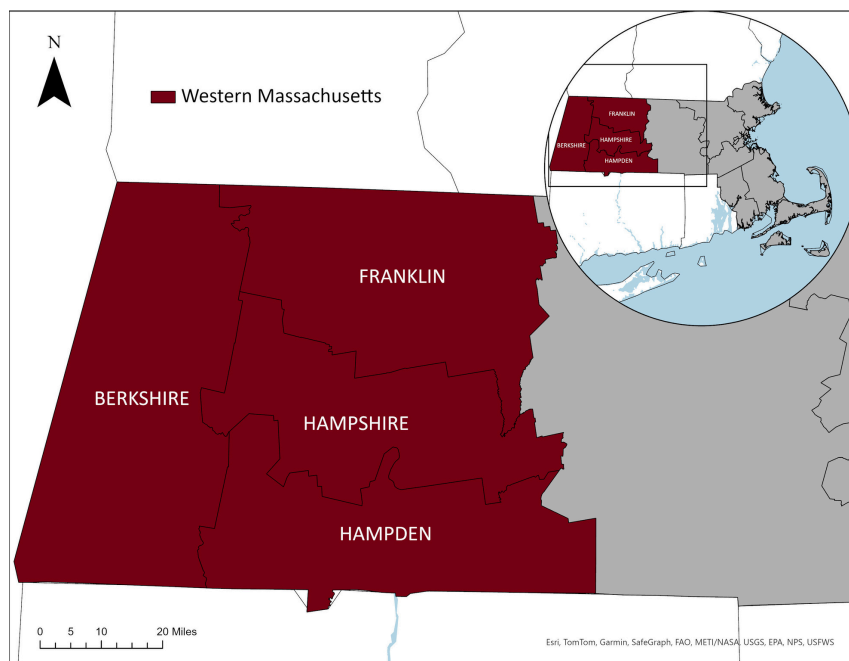 N
Western Massachusetts
FRANKLIN
HAMPSHIRE
BERKSHIRE
HAMPDEN
FRANKLIN
BERKSHIRE
HAMPSHIRE
HAMPDEN
0 5 10 20 Miles
Esri, TomTom, Garmin, SafeGraph, FAO, METI/NASA, USGS, EPA, NPS, USFWS